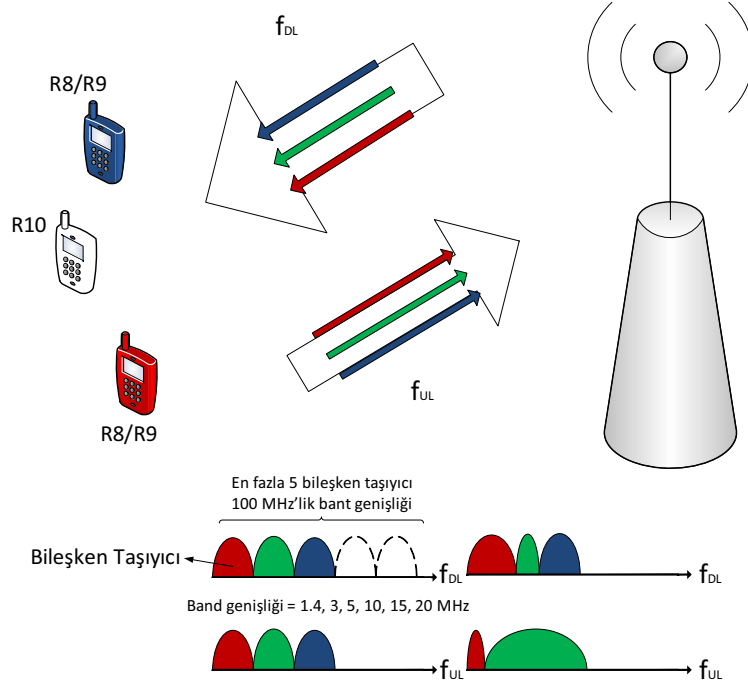 fDL
R8/R9
R10
fUL
R8/R9
En fazla 5 bileşken taşıyıcı
100 MHz'lik bant genişliği
Bileşken Taşıyıcı
fDL
fDL
Band genişliği = 1.4, 3, 5, 10, 15, 20 MHz
fUL
fUL